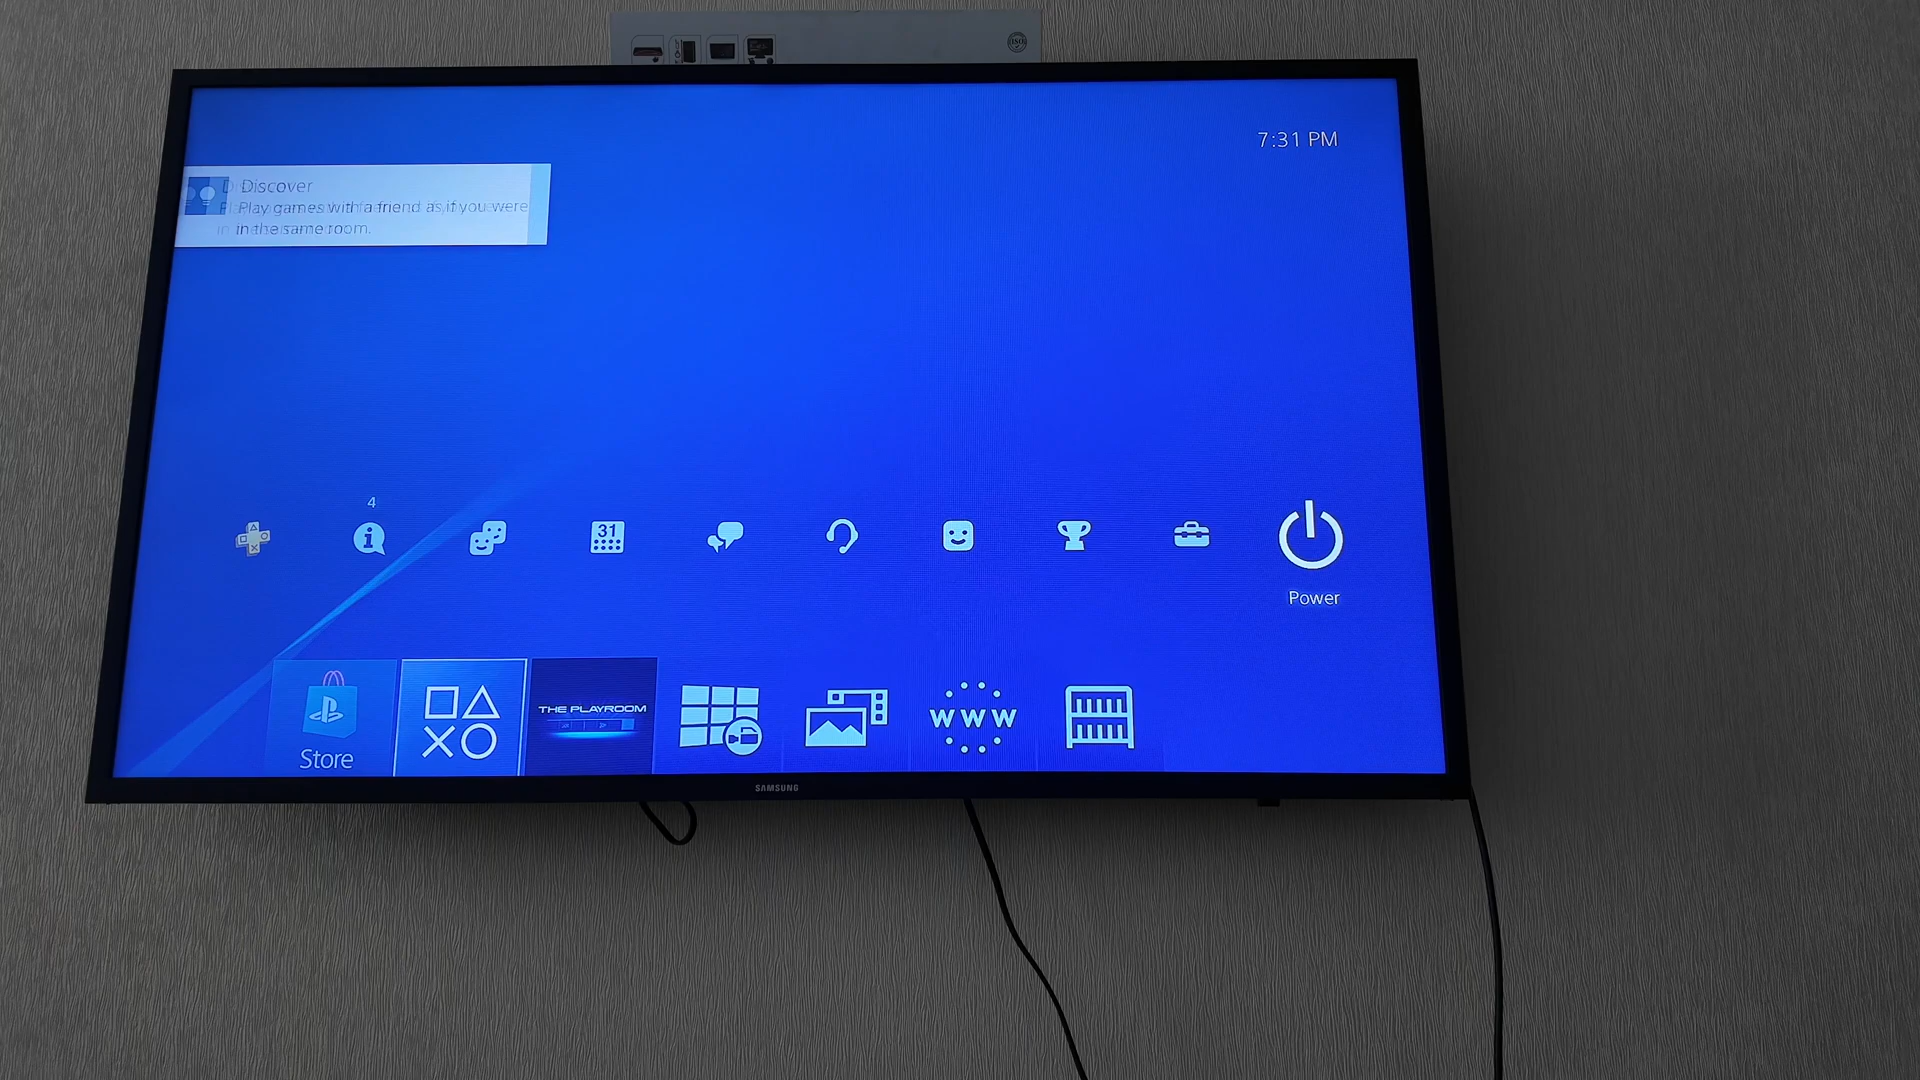 ISO
7:31 PM
Discover
Play games with a friend as if you were
in the same room.
4
31
Power
Store
THE PLAYROOM
WWW
SAMSUNG